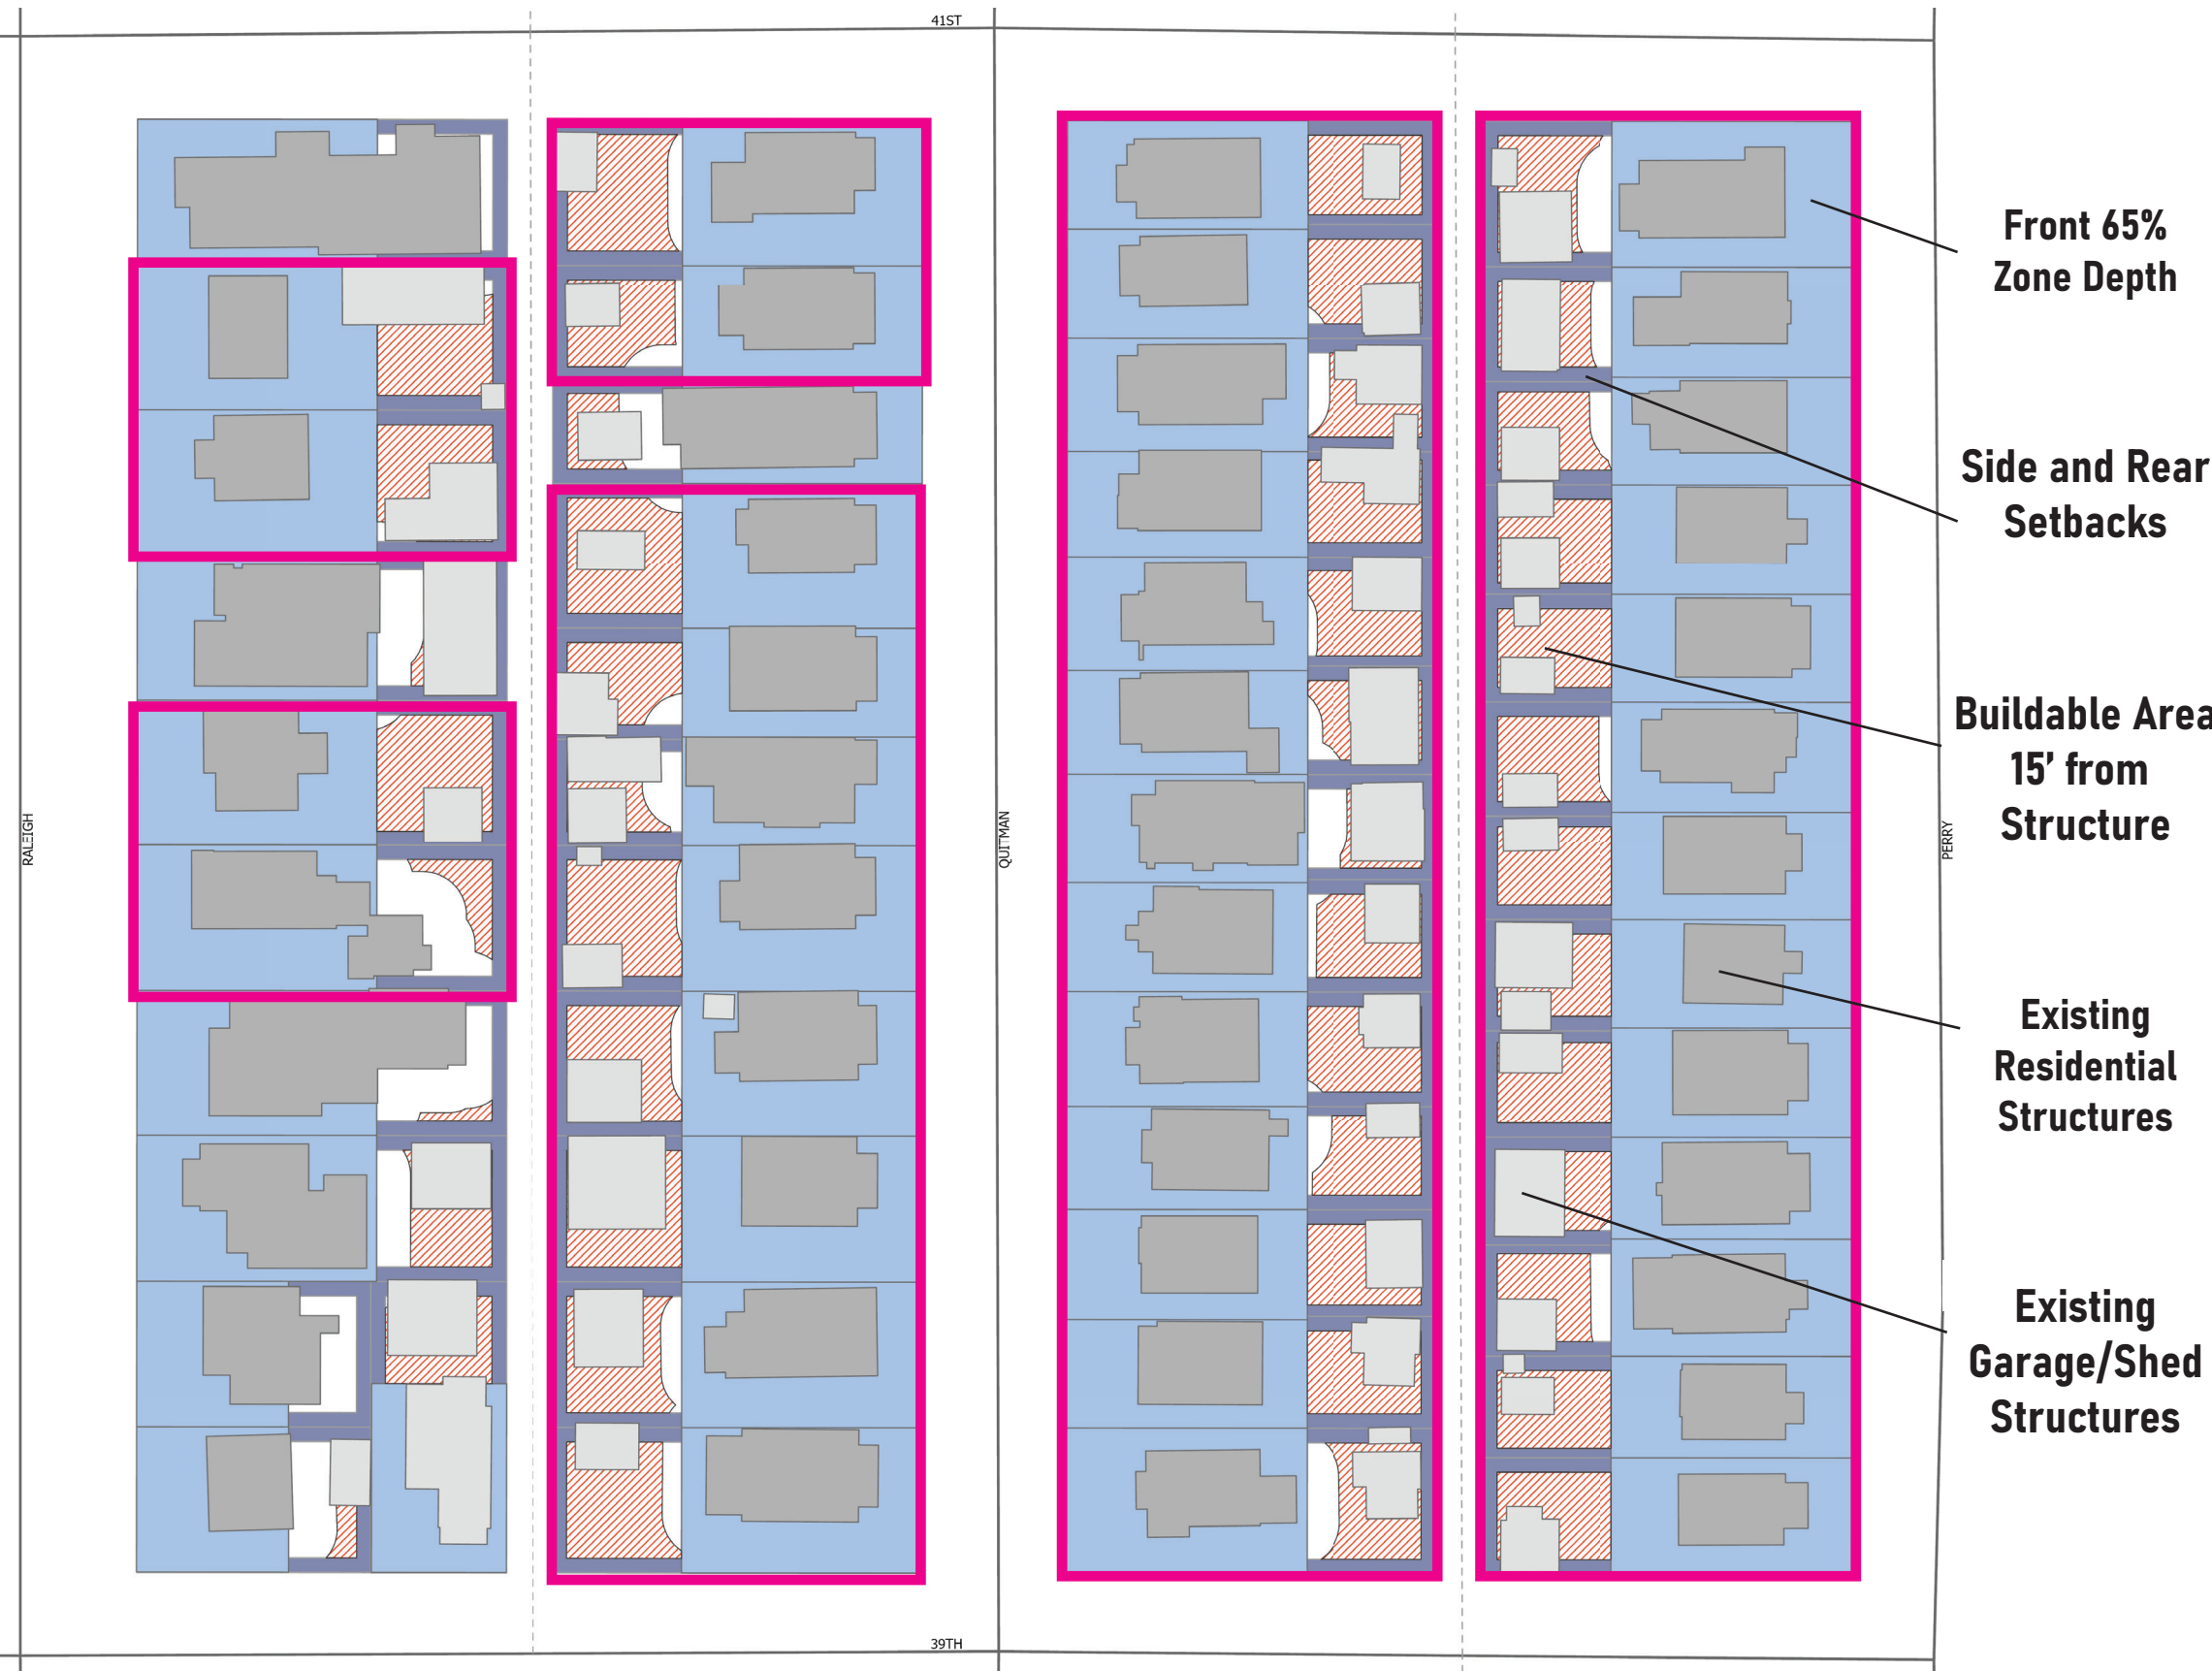 41ST
Front 65%
Zone Depth
Side and Rear
Setbacks
Buildable Area
15’ from
Structure
RALEIGH
QUITMAN
PERRY
Existing
Residential
Structures
Existing
Garage/Shed
Structures
39TH